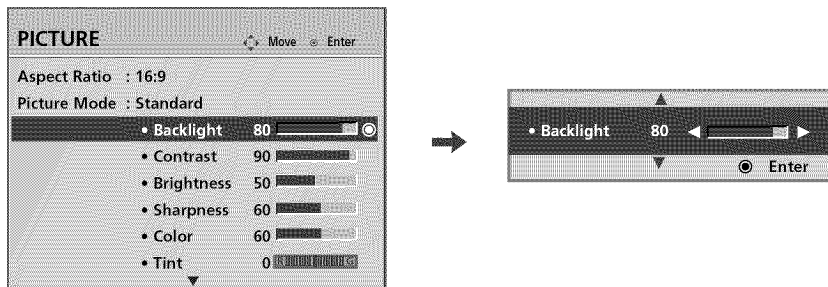 PICTURE
Move Enter
Aspect Ratio : 16:9
Picture Mode : Standard
• Backlight 80
• Contrast 90
• Brightness 50
• Sharpness 60
• Color 60
• Tint 0 R G
• Backlight 80
Enter